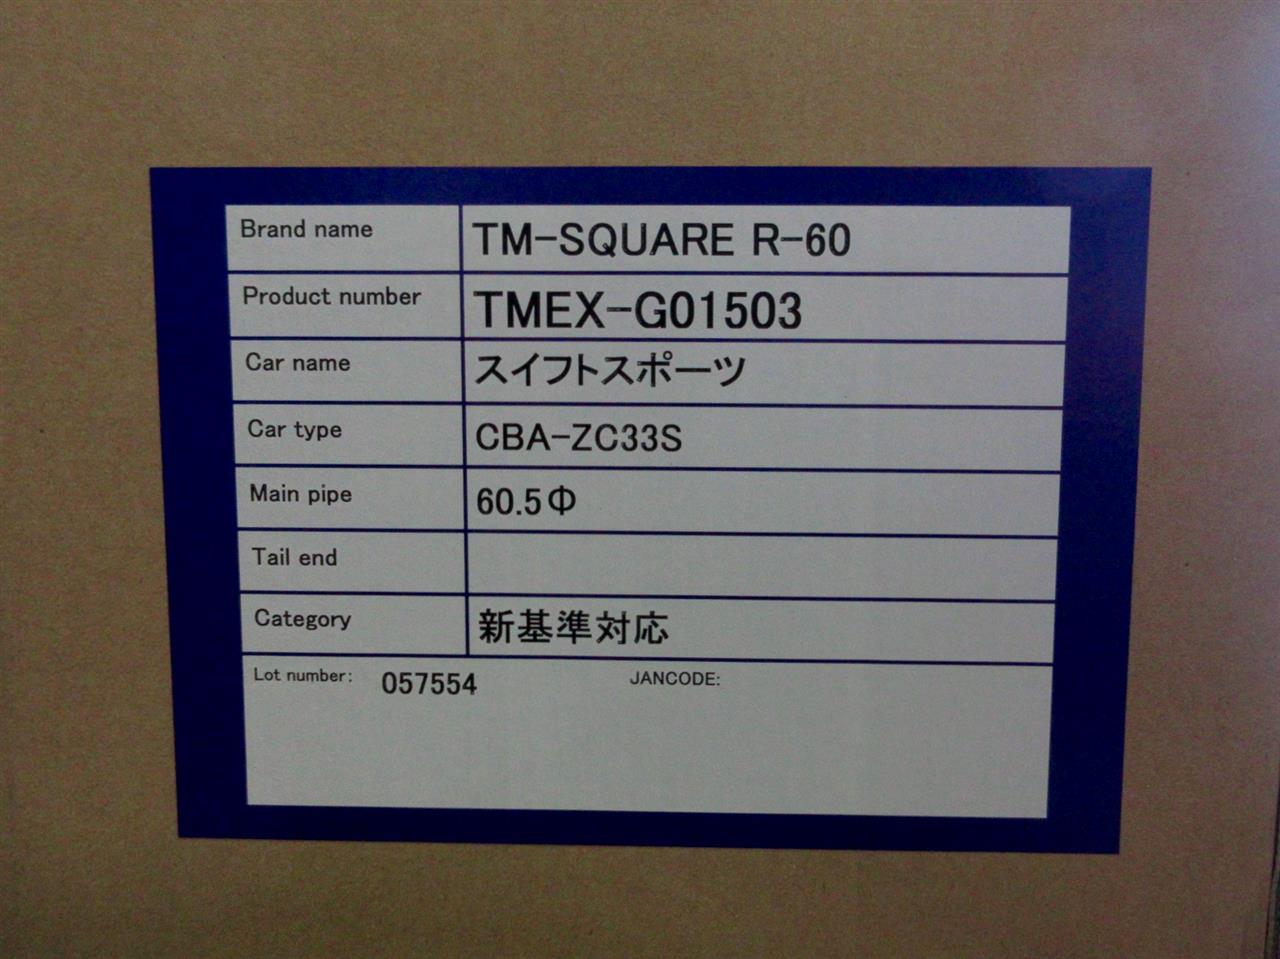 Brand name TM-SQUARE R-60
Product number TMEX-G01503
Car name スイフトスポーツ
Car type CBA-ZC33S
Main pipe 60.5Φ
Tail end
Category 新基準対応
Lot number: 057554 JANCODE: